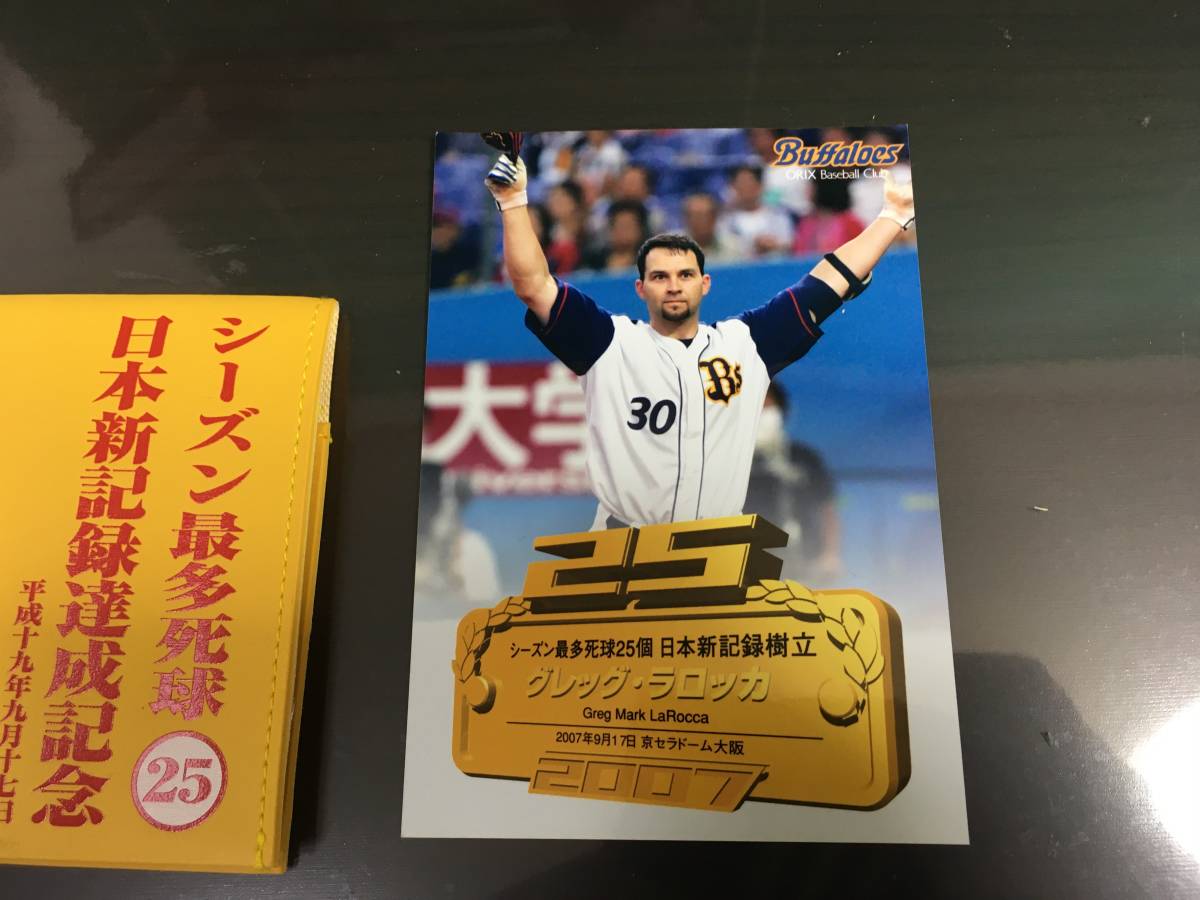 シーズン最多死球
25
日本新記録達成記念
平成十九年九月十七日
Buffaloes
ORIX Baseball Club
大学
Bs
30
25
シーズン最多死球25個 日本新記録樹立
グレッグ・ラロッカ
Greg Mark LaRocca
2007年9月17日 京セラドーム大阪
2007